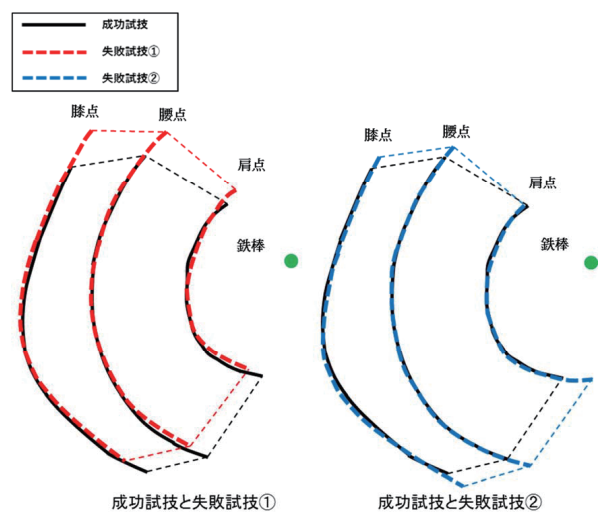 成功試技
失敗試技①
失敗試技②
膝点
腰点
肩点
鉄棒
膝点
腰点
肩点
鉄棒
成功試技と失敗試技①
成功試技と失敗試技②